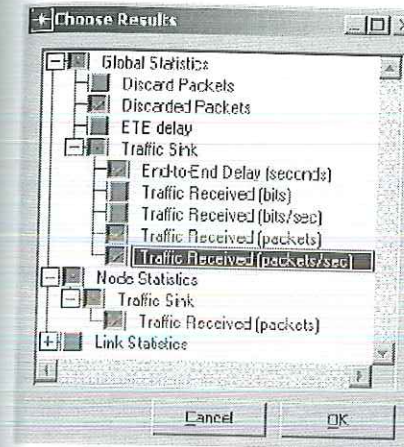 Choose Results
Global Statistics
Discard Packets
Discarded Packets
ETE delay
Traffic Sink
End-to-End Delay (seconds)
Traffic Received (bits)
Traffic Received (bits/sec)
Traffic Received (packets)
Traffic Received (packets/sec)
Node Statistics
Traffic Sink
Traffic Received (packets)
Link Statistics
Cancel
OK